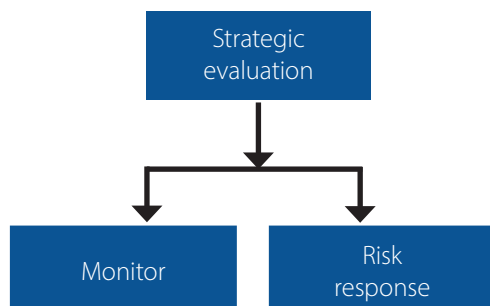 Strategic
evaluation
Monitor
Risk
response